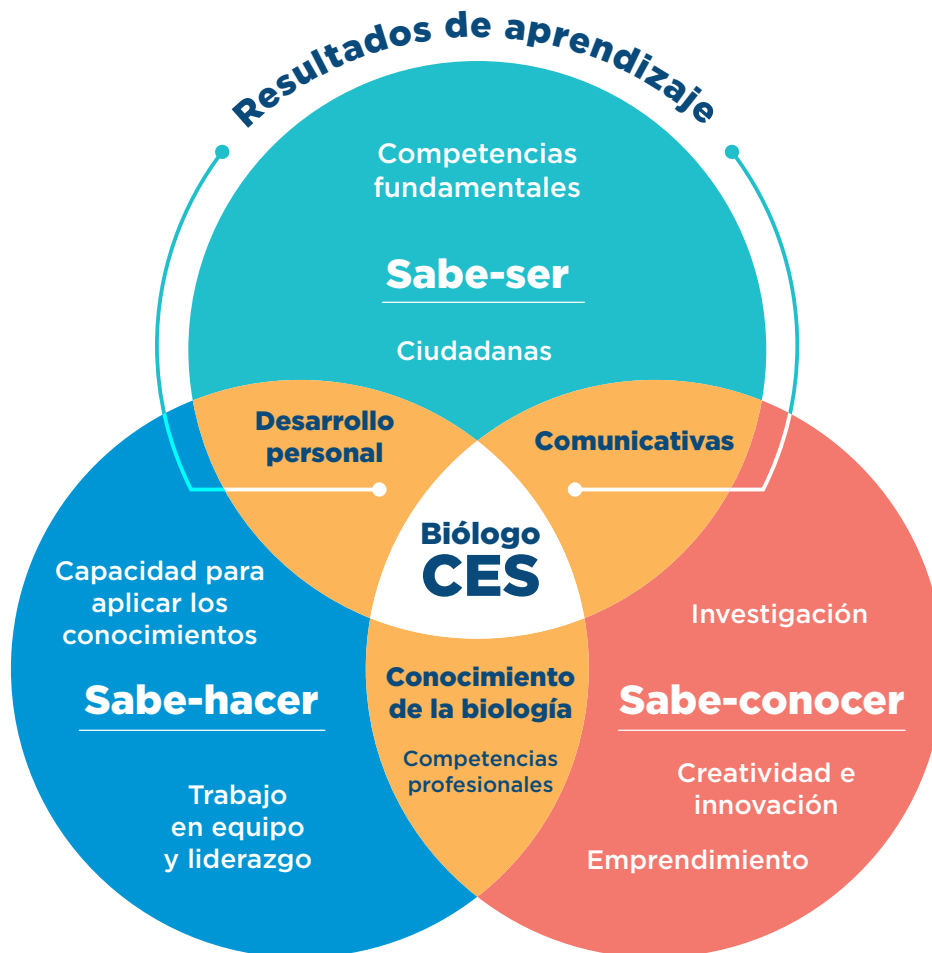 Resultados de aprendizaje
Competencias
fundamentales
Sabe-ser
Ciudadanas
Desarrollo
personal
Comunicativas
Biólogo
CES
Capacidad para
aplicar los
conocimientos
Sabe-hacer
Trabajo
en equipo
y liderazgo
Conocimiento
de la biología
Competencias
profesionales
Investigación
Sabe-conocer
Creatividad e
innovación
Emprendimiento